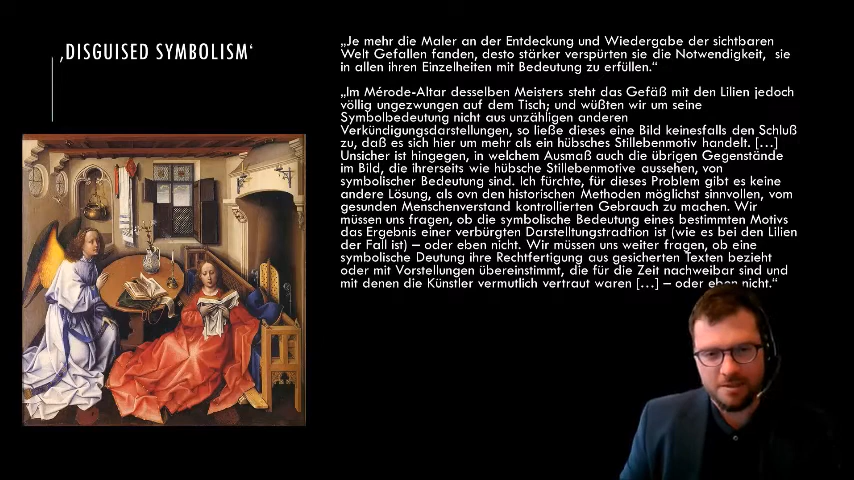 ‚DISGUISED SYMBOLISM‘
„Je mehr die Maler an der Entdeckung und Wiedergabe der sichtbaren
Welt Gefallen fanden, desto stärker verspürten sie die Notwendigkeit, sie
in allen ihren Einzelheiten mit Bedeutung zu erfüllen.“
„Im Mérode-Altar desselben Meisters steht das Gefäß mit den Lilien jedoch
völlig ungezwungen auf dem Tisch; und wüßten wir um seine
Symbolbedeutung nicht aus unzähligen anderen
Verkündigungsdarstellungen, so ließe dieses eine Bild keinesfalls den Schluß
zu, daß es sich hier um mehr als ein hübsches Stillebenmotiv handelt. [...]
Unsicher ist hingegen, in welchem Ausmaß auch die übrigen Gegenstände
im Bild, die ihrerseits wie hübsche Stillebenmotive aussehen, von
symbolischer Bedeutung sind. Ich fürchte, für dieses Problem gibt es keine
andere Lösung, als ovn den historischen Methoden möglichst sinnvollen, vom
gesunden Menschenverstand kontrollierten Gebrauch zu machen. Wir
müssen uns fragen, ob die symbolische Bedeutung eines bestimmten Motivs
das Ergebnis einer verbürgten Darstelltungstradtion ist (wie es bei den Lilien
der Fall ist) – oder eben nicht. Wir müssen uns weiter fragen, ob eine
symbolische Deutung ihre Rechtfertigung aus gesicherten Texten bezieht
oder mit Vorstellungen übereinstimmt, die für die Zeit nachweibar sind und
mit denen die Künstler vermutlich vertraut waren [...] – oder eben nicht.“